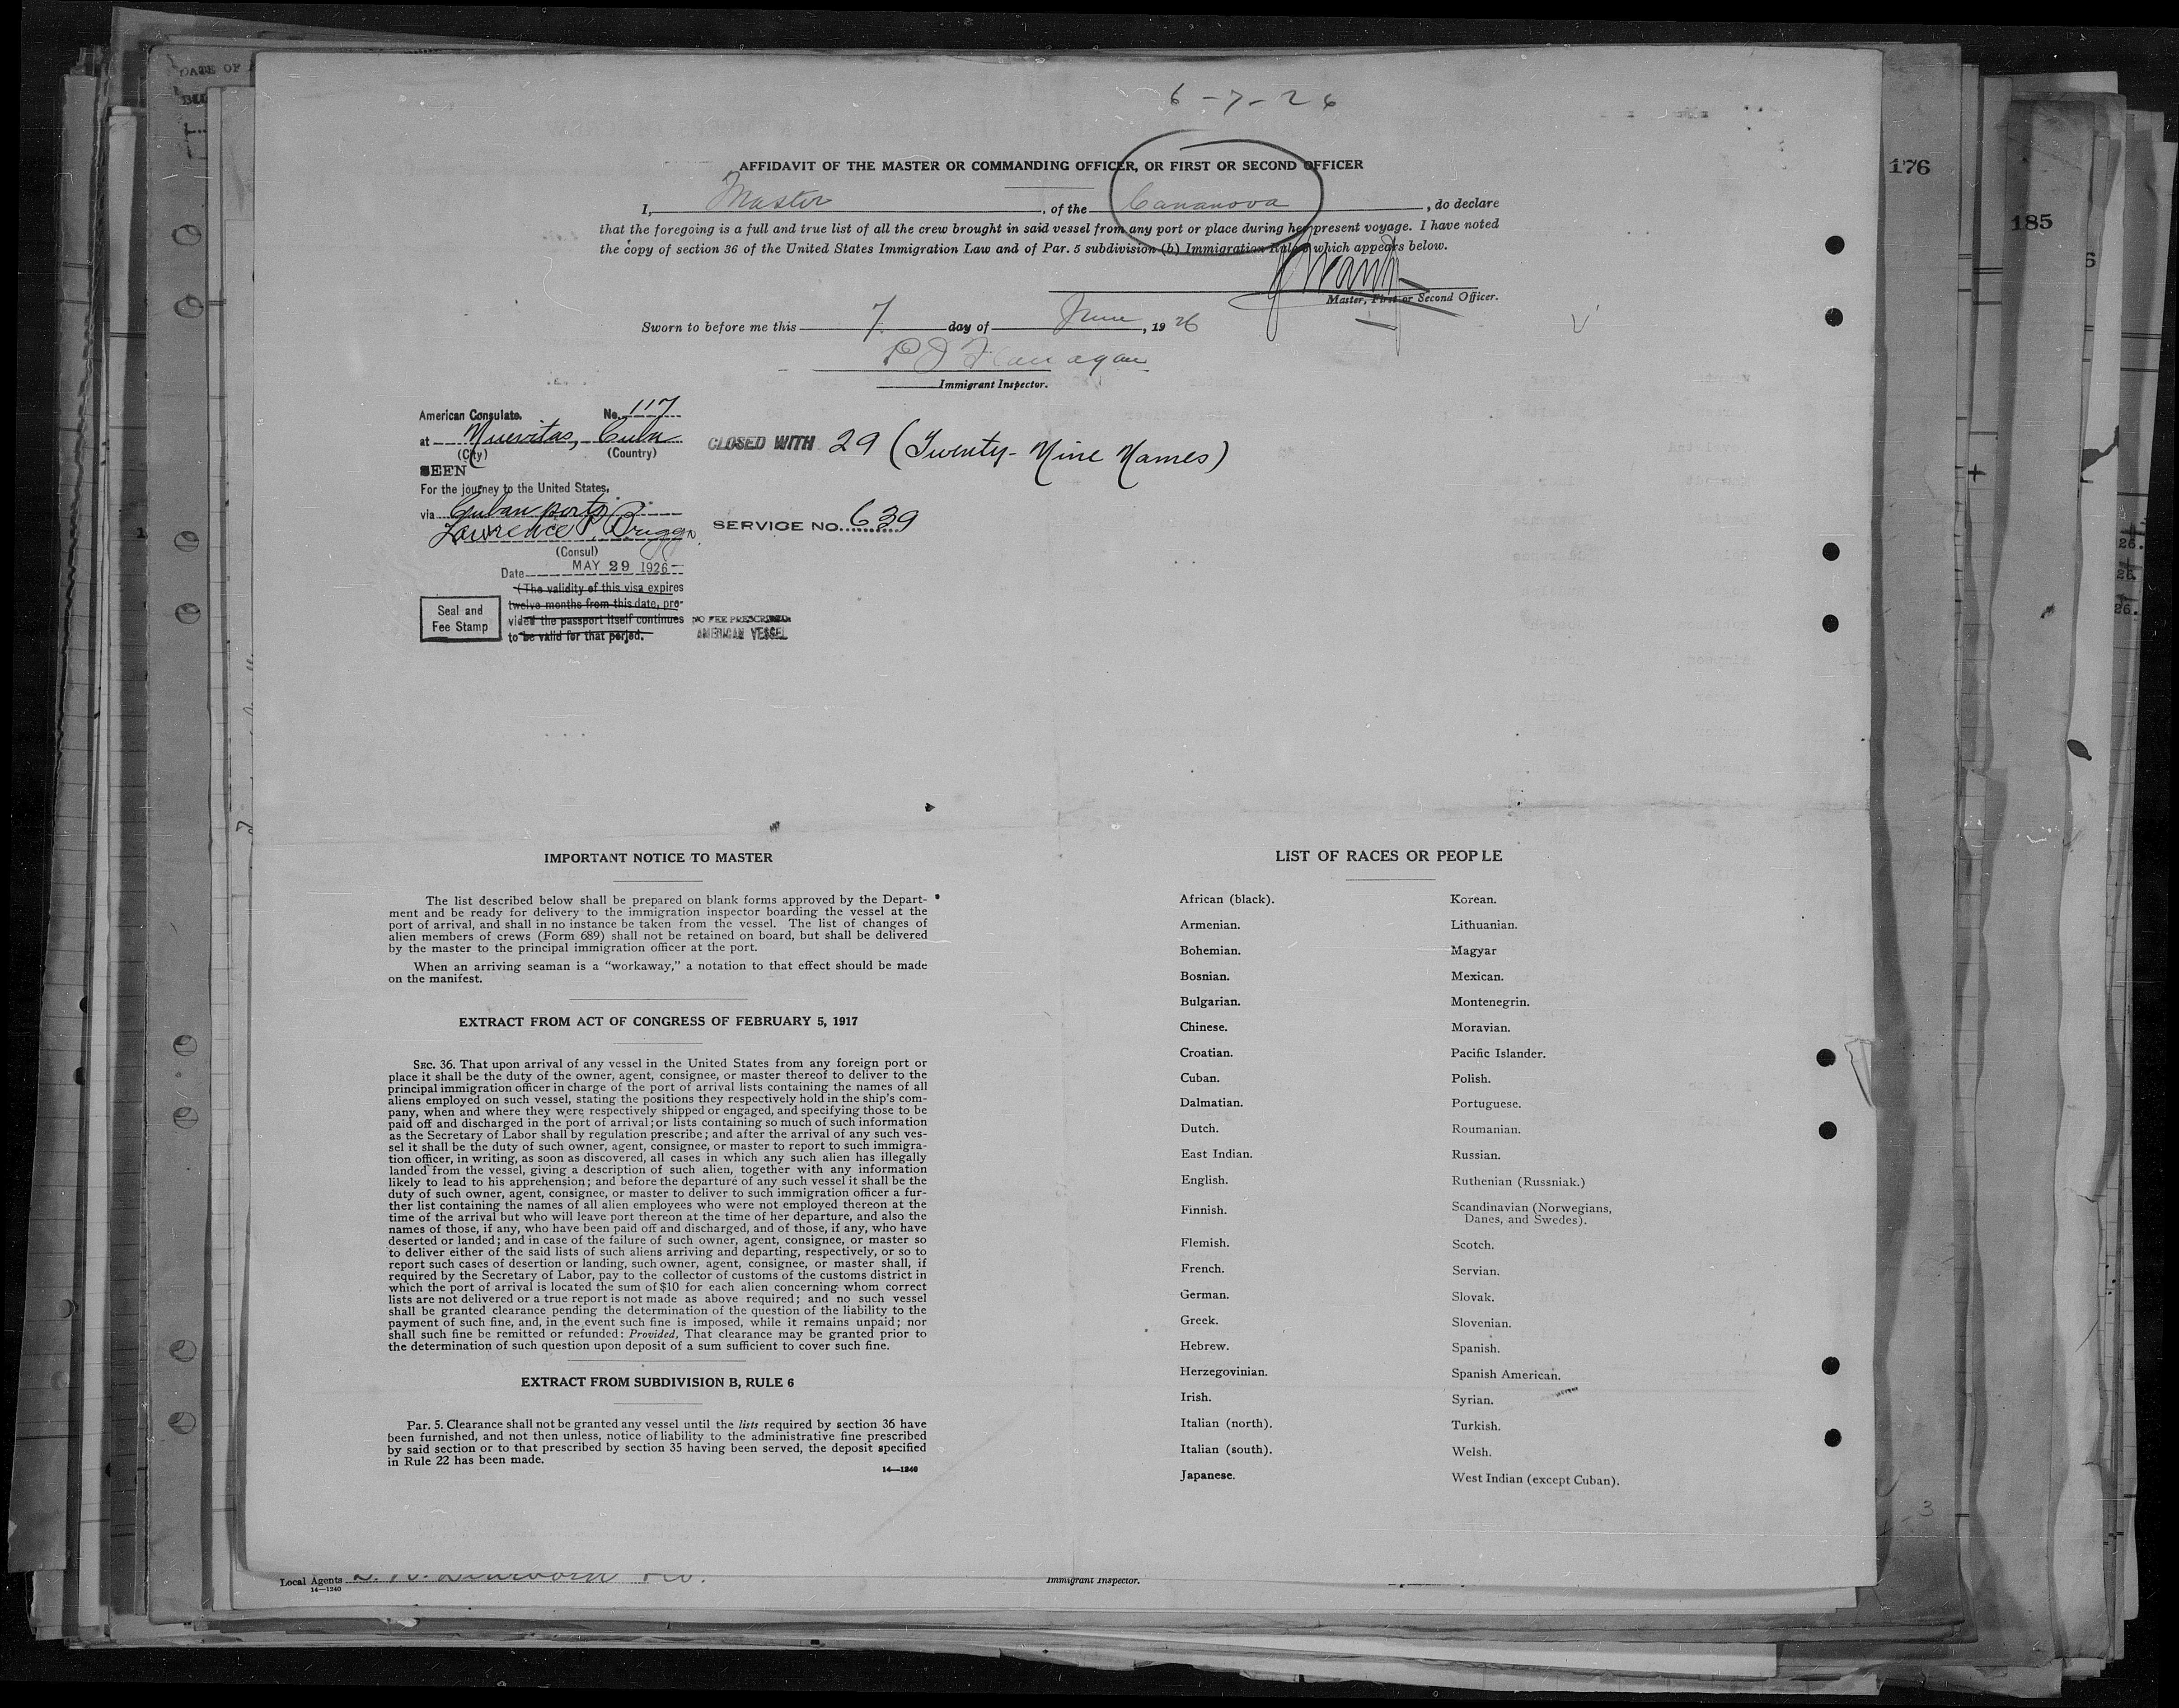 DATE OF
6-7-26
176
185
AFFIDAVIT OF THE MASTER OR COMMANDING OFFICER, OR FIRST OR SECOND OFFICER
I, Master, of the Cananova, do declare
that the foregoing is a full and true list of all the crew brought in said vessel from any port or place during her present voyage. I have noted
the copy of section 36 of the United States Immigration Law and of Par. 5 subdivision (b) Immigration Rules which appears below.
Master, First or Second Officer.
Sworn to before me this 7 day of June, 1926
P J Flanagan
Immigrant Inspector.
American Consulate. No. 117
at Nuevitas, Cuba
(City) (Country)
CLOSED WITH 29 (Twenty-Nine Names)
SEEN
For the journey to the United States,
via Cuban ports
Lawrence P. Briggs
SERVICE NO. 639
(Consul)
Date MAY 29 1926
(The validity of this visa expires
twelve months from this date, pro-
vided the passport itself continues
to be valid for that period.
Seal and
Fee Stamp
NO FEE PRESCRIBED
AMERICAN VESSEL
IMPORTANT NOTICE TO MASTER
The list described below shall be prepared on blank forms approved by the Depart-
ment and be ready for delivery to the immigration inspector boarding the vessel at the
port of arrival, and shall in no instance be taken from the vessel. The list of changes of
alien members of crews (Form 689) shall not be retained on board, but shall be delivered
by the master to the principal immigration officer at the port.
When an arriving seaman is a "workaway," a notation to that effect should be made
on the manifest.
EXTRACT FROM ACT OF CONGRESS OF FEBRUARY 5, 1917
SEC. 36. That upon arrival of any vessel in the United States from any foreign port or
place it shall be the duty of the owner, agent, consignee, or master thereof to deliver to the
principal immigration officer in charge of the port of arrival lists containing the names of all
aliens employed on such vessel, stating the positions they respectively hold in the ship's com-
pany, when and where they were respectively shipped or engaged, and specifying those to be
paid off and discharged in the port of arrival; or lists containing so much of such information
as the Secretary of Labor shall by regulation prescribe; and after the arrival of any such ves-
sel it shall be the duty of such owner, agent, consignee, or master to report to such immigra-
tion officer, in writing, as soon as discovered, all cases in which any such alien has illegally
landed from the vessel, giving a description of such alien, together with any information
likely to lead to his apprehension; and before the departure of any such vessel it shall be the
duty of such owner, agent, consignee, or master to deliver to such immigration officer a fur-
ther list containing the names of all alien employees who were not employed thereon at the
time of the arrival but who will leave port thereon at the time of her departure, and also the
names of those, if any, who have been paid off and discharged, and of those, if any, who have
deserted or landed; and in case of the failure of such owner, agent, consignee, or master so
to deliver either of the said lists of such aliens arriving and departing, respectively, or so to
report such cases of desertion or landing, such owner, agent, consignee, or master shall, if
required by the Secretary of Labor, pay to the collector of customs of the customs district in
which the port of arrival is located the sum of $10 for each alien concerning whom correct
lists are not delivered or a true report is not made as above required; and no such vessel
shall be granted clearance pending the determination of the question of the liability to the
payment of such fine, and, in the event such fine is imposed, while it remains unpaid; nor
shall such fine be remitted or refunded: Provided, That clearance may be granted prior to
the determination of such question upon deposit of a sum sufficient to cover such fine.
EXTRACT FROM SUBDIVISION B, RULE 6
Par. 5. Clearance shall not be granted any vessel until the lists required by section 36 have
been furnished, and not then unless, notice of liability to the administrative fine prescribed
by said section or to that prescribed by section 35 having been served, the deposit specified
in Rule 22 has been made.
14—1240
LIST OF RACES OR PEOPLE
African (black).
Armenian.
Bohemian.
Bosnian.
Bulgarian.
Chinese.
Croatian.
Cuban.
Dalmatian.
Dutch.
East Indian.
English.
Finnish.
Flemish.
French.
German.
Greek.
Hebrew.
Herzegovinian.
Irish.
Italian (north).
Italian (south).
Japanese.
Korean.
Lithuanian.
Magyar
Mexican.
Montenegrin.
Moravian.
Pacific Islander.
Polish.
Portuguese.
Roumanian.
Russian.
Ruthenian (Russniak.)
Scandinavian (Norwegians,
Danes, and Swedes).
Scotch.
Servian.
Slovak.
Slovenian.
Spanish.
Spanish American.
Syrian.
Turkish.
Welsh.
West Indian (except Cuban).
Local Agents
14—1240
Immigrant Inspector.